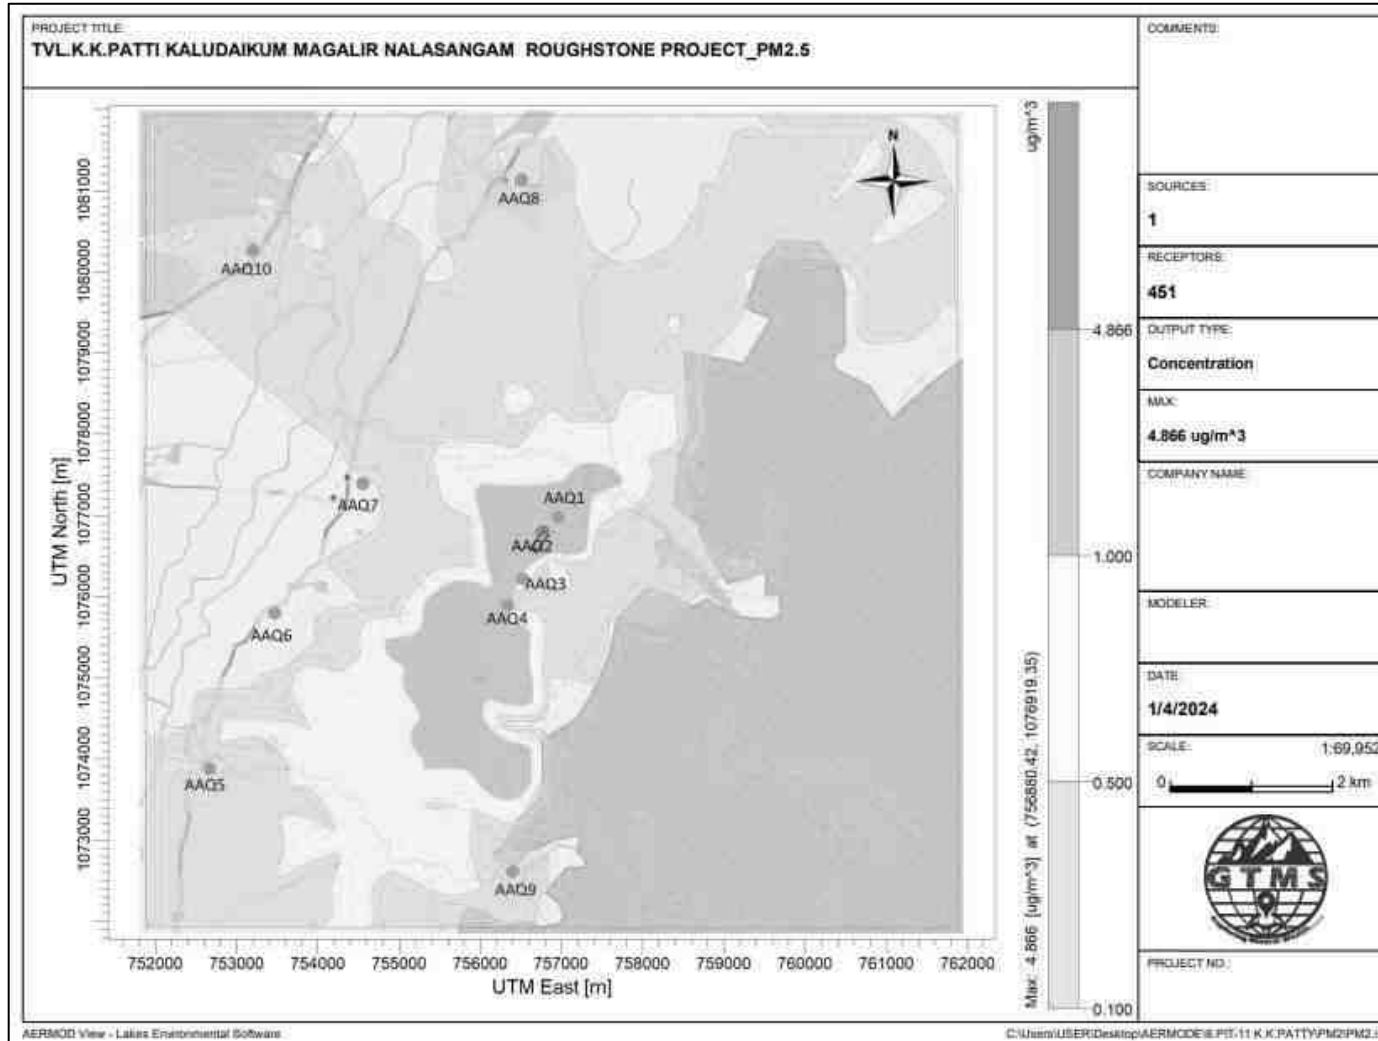 PROJECT TITLE:
TVL.K.K.PATTI KALUDAIKUM MAGALIR NALASANGAM ROUGHSTONE PROJECT_PM2.5
COMMENTS:
SOURCES:
1
RECEPTORS:
451
OUTPUT TYPE:
Concentration
MAX:
4.866 ug/m^3
COMPANY NAME:
MODELER:
DATE:
1/4/2024
SCALE:
1:69,952
0
2 km
G T M S
PROJECT NO.:
ug/m^3
4.866
1.000
0.500
0.100
Max: 4.866 [ug/m^3] at (756880.42, 1076919.35)
N
AAQ8
AAQ10
AAQ1
AAQ7
AAQ2
AAQ3
AAQ4
AAQ6
AAQ5
AAQ9
UTM North [m]
1081000
1080000
1079000
1078000
1077000
1076000
1075000
1074000
1073000
752000 753000 754000 755000 756000 757000 758000 759000 760000 761000 762000
UTM East [m]
AERMOD View - Lakes Environmental Software